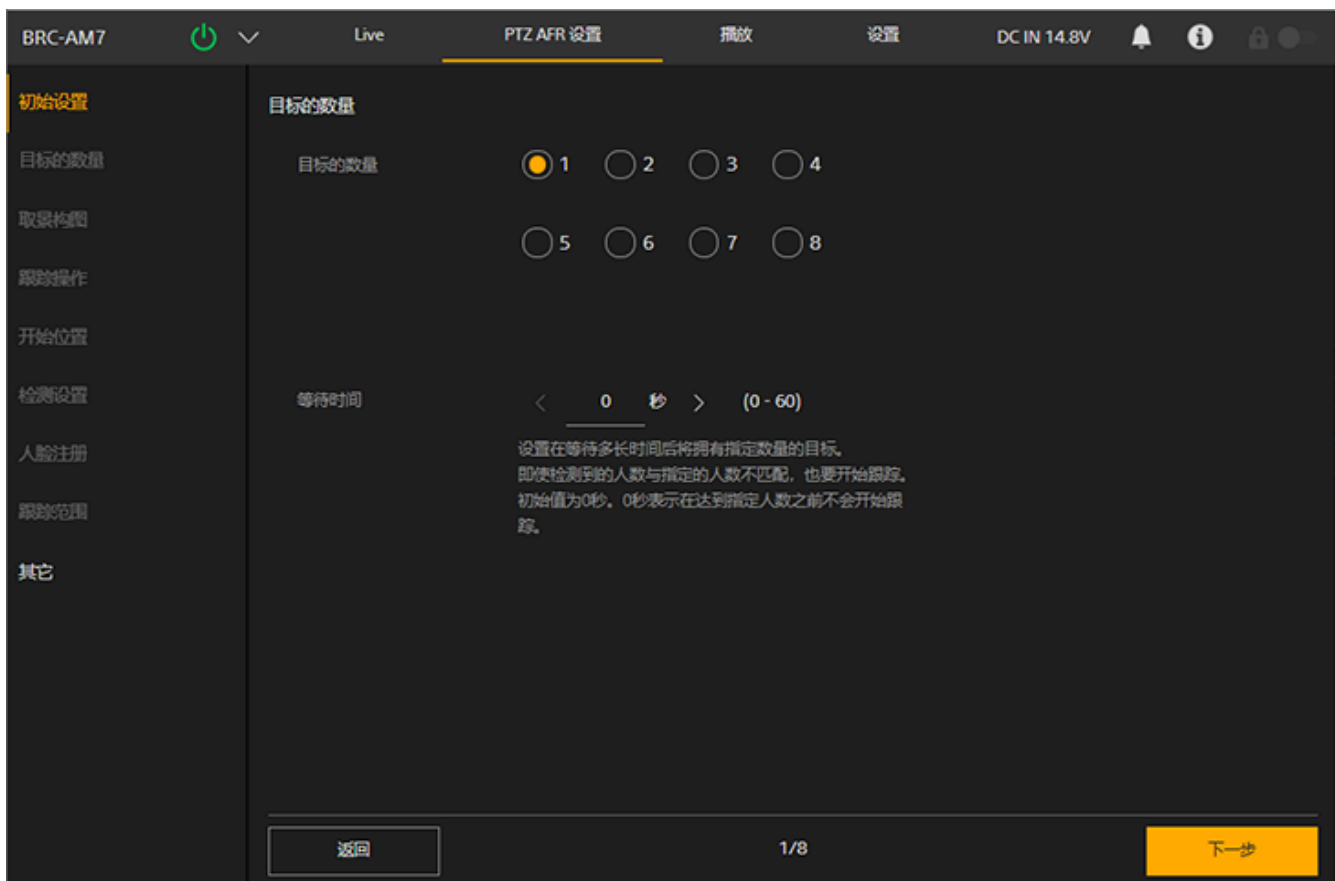 BRC-AM7 Live PTZ AFR 设置 播放 设置 DC IN 14.8V
初始设置
目标的数量
取景构图
跟踪操作
开始位置
检测设置
人脸注册
跟踪范围
其它
目标的数量
目标的数量 1 2 3 4
5 6 7 8
等待时间 0 秒 (0 - 60)
设置在等待多长时间后将拥有指定数量的目标。
即使检测到的人数与指定的人数不匹配，也要开始跟踪。
初始值为0秒。0秒表示在达到指定人数之前不会开始跟
踪。
返回 1/8 下一步